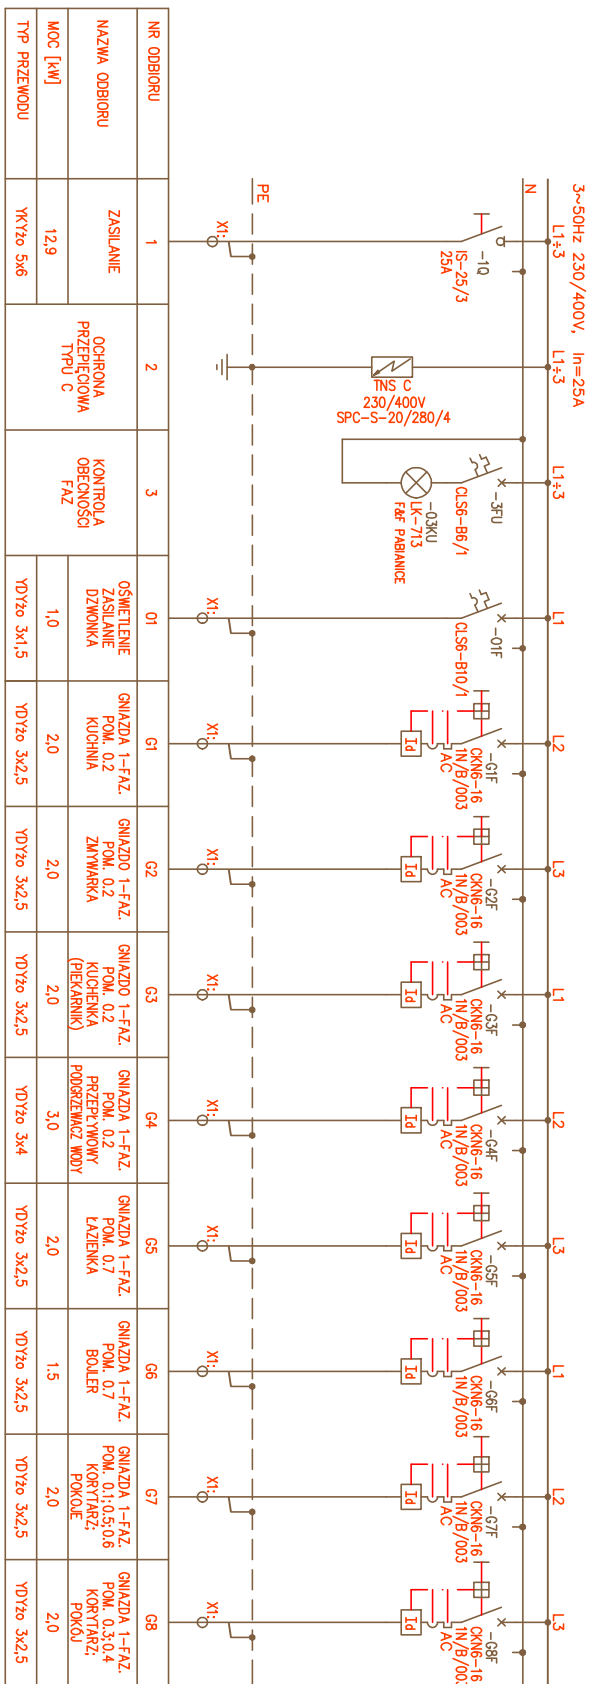 3~50Hz 230/400V, In=25A
L1÷3
L1÷3
L1÷3
L1
L2
L3
L1
L2
L3
L1
L2
L3
N
-1Q
IS-25/3
25A
TNS C
230/400V
SPC-S-20/280/4
-3FU
CLS6-B6/1
-03KU
LK-713
F&F PABIANICE
-01F
CLS6-B10/1
-G1F
CKN6-16
1N/B/003
AC
Id
-G2F
CKN6-16
1N/B/003
AC
Id
-G3F
CKN6-16
1N/B/003
AC
Id
-G4F
CKN6-16
1N/B/003
AC
Id
-G5F
CKN6-16
1N/B/003
AC
Id
-G6F
CKN6-16
1N/B/003
AC
Id
-G7F
CKN6-16
1N/B/003
AC
Id
-G8F
CKN6-16
1N/B/003
AC
Id
PE
X1:
X1:
X1:
X1:
X1:
X1:
X1:
X1:
X1:
X1:
NR ODBIORU
1
2
3
01
G1
G2
G3
G4
G5
G6
G7
G8
NAZWA ODBIORU
ZASILANIE
OCHRONA
PRZEPIĘCIOWA
TYPU C
KONTROLA
OBECNOŚCI
FAZ
OŚWIETLENIE
ZASILANIE
DZWONKA
GNIAZDA 1-FAZ.
POM. 0.2
KUCHNIA
GNIAZDO 1-FAZ.
POM. 0.2
ZMYWARKA
GNIAZDO 1-FAZ.
POM. 0.2
KUCHENKA
(PIEKARNIK)
GNIAZDA 1-FAZ.
POM. 0.2
PRZEPŁYWOWY
PODGRZEWACZ WODY
GNIAZDA 1-FAZ.
POM. 0.7
ŁAZIENKA
GNIAZDA 1-FAZ.
POM. 0.7
BOJLER
GNIAZDA 1-FAZ.
POM. 0.1;0.5;0.6
KORYTARZ;
POKOJE
GNIAZDA 1-FAZ.
POM. 0.3;0.4
KORYTARZ;
POKÓJ
MOC [kW]
12,9
1,0
2,0
2,0
2,0
3,0
2,0
1.5
2,0
2,0
TYP PRZEWODU
YKYżo 5x6
YDYżo 3x1,5
YDYżo 3x2,5
YDYżo 3x2,5
YDYżo 3x2,5
YDYżo 3x4
YDYżo 3x2,5
YDYżo 3x2,5
YDYżo 3x2,5
YDYżo 3x2,5